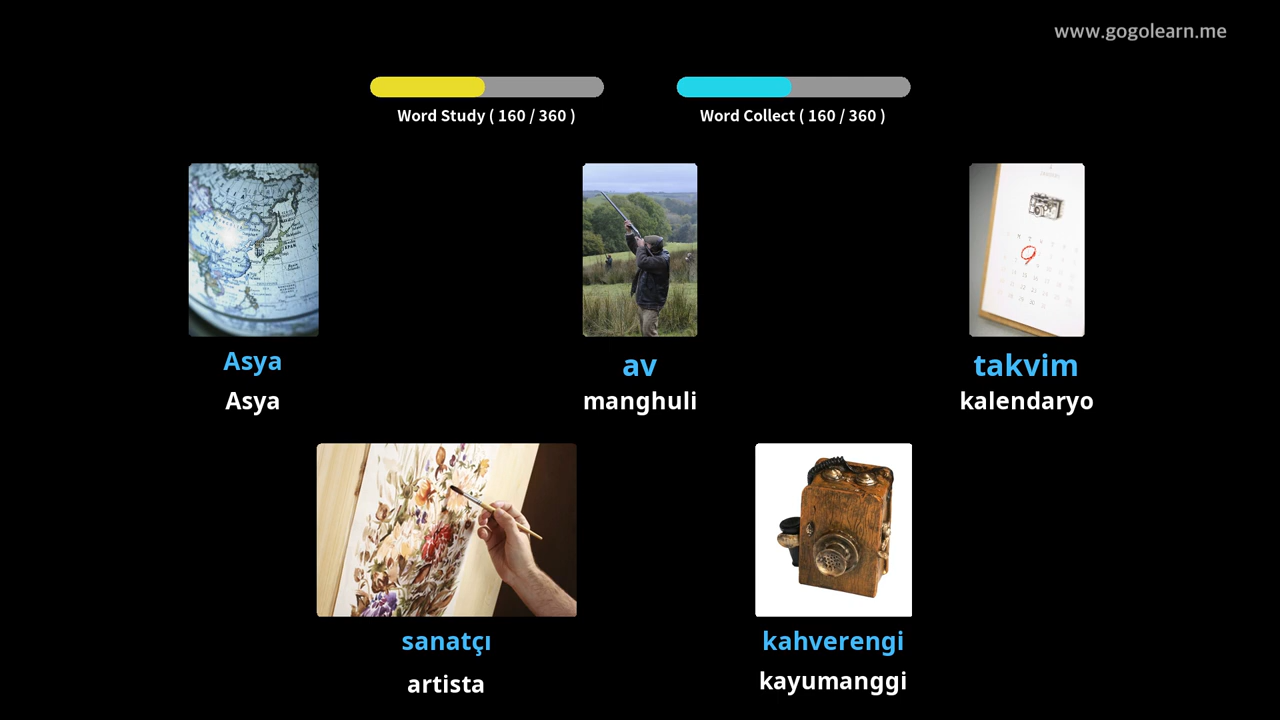 www.gogolearn.me
Word Study ( 160 / 360 )
Word Collect ( 160 / 360 )
Asya
av
takvim
Asya
manghuli
kalendaryo
sanatçı
kahverengi
artista
kayumanggi